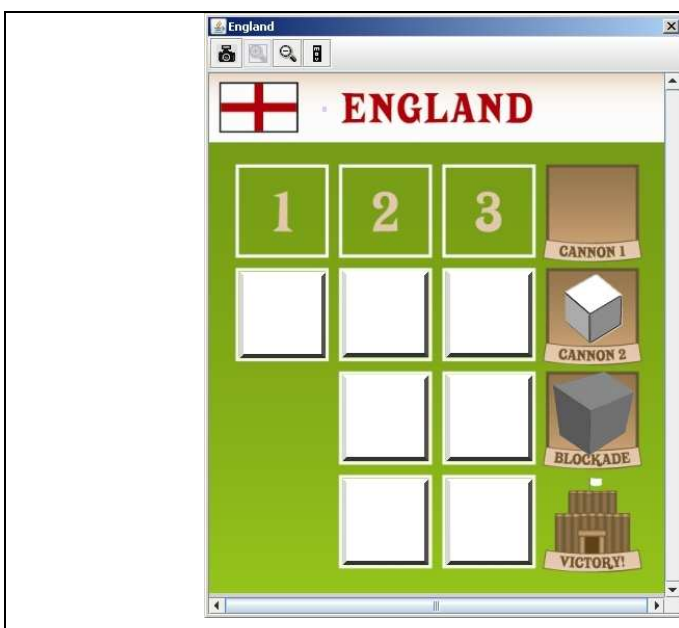 England
ENGLAND
1 2 3
CANNON 1
CANNON 2
BLOCKADE
VICTORY!